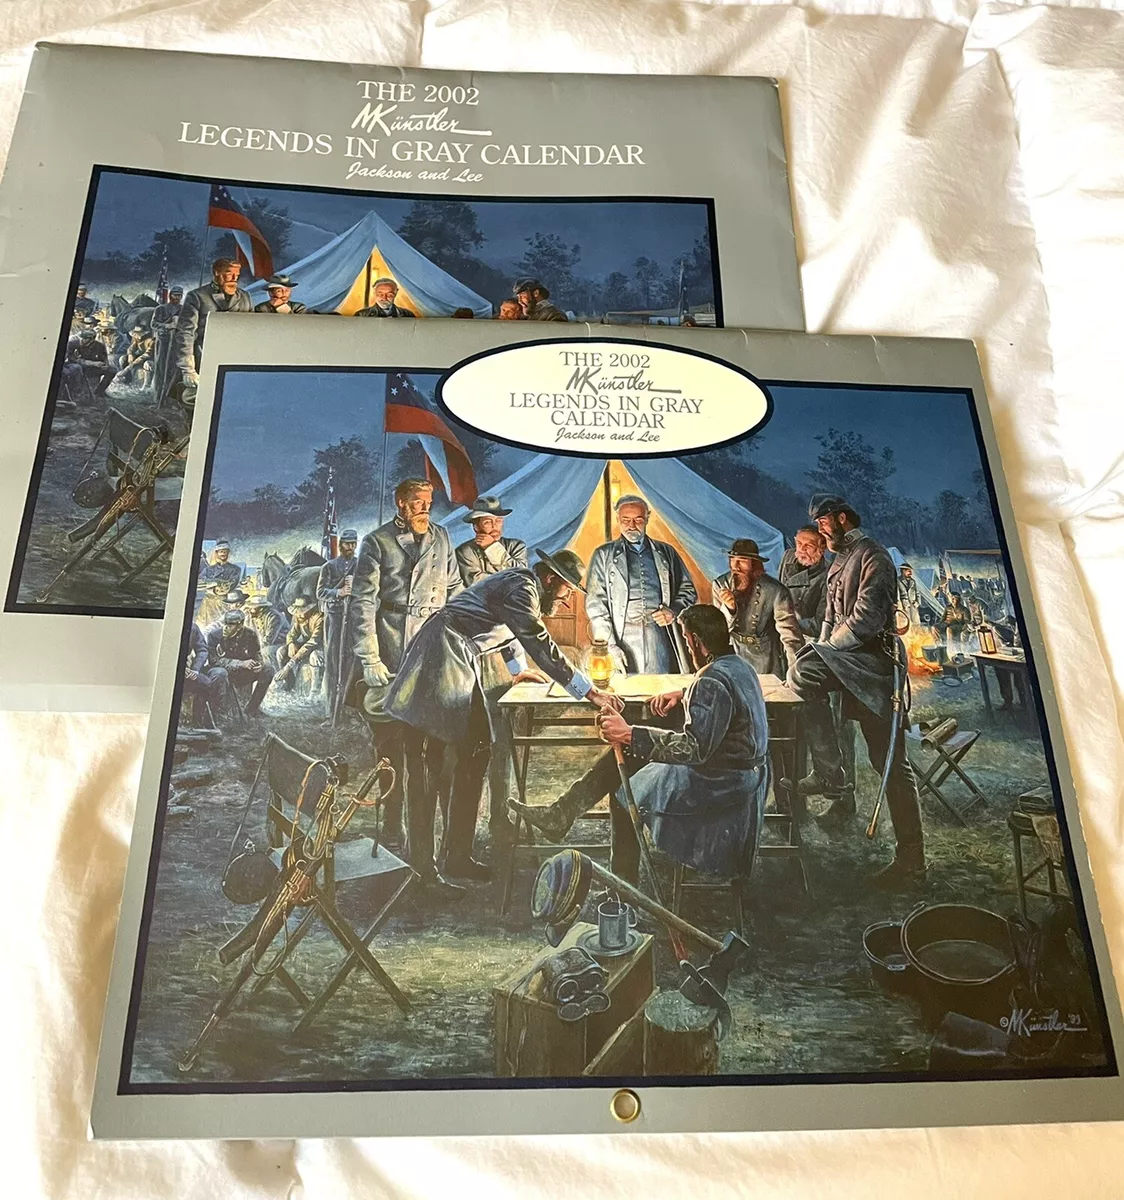 THE 2002
MKünstler
LEGENDS IN GRAY CALENDAR
Jackson and Lee
THE 2002
MKünstler
LEGENDS IN GRAY
CALENDAR
Jackson and Lee
©MKünstler